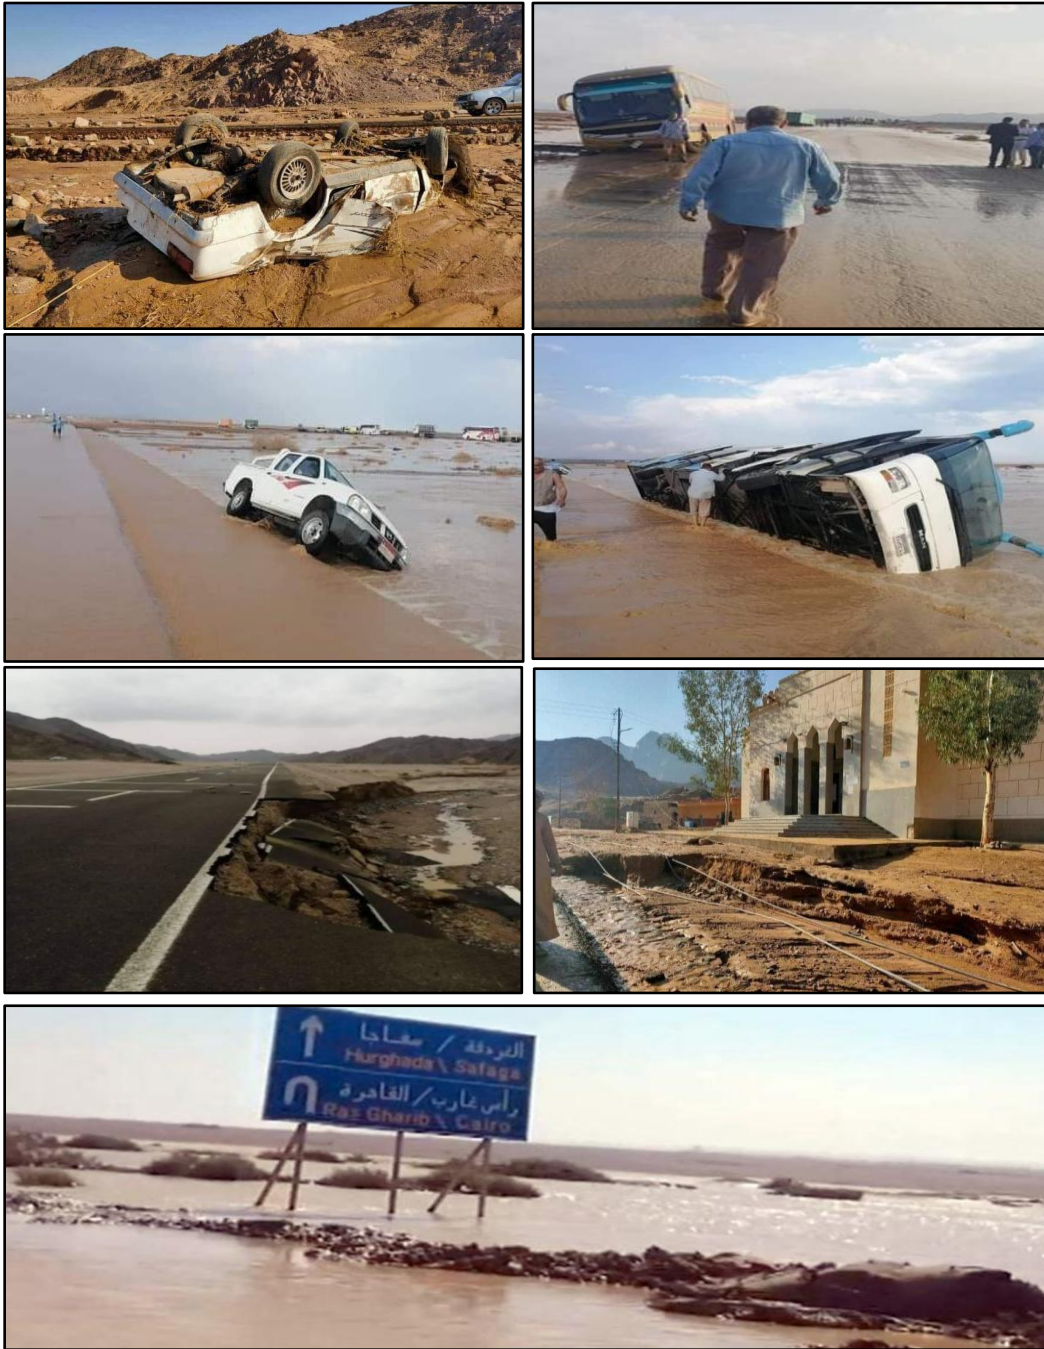 الغردقة / سفاجا
Hurghada \ Safaga
رأس غارب / القاهرة
Ras Gharib \ Cairo